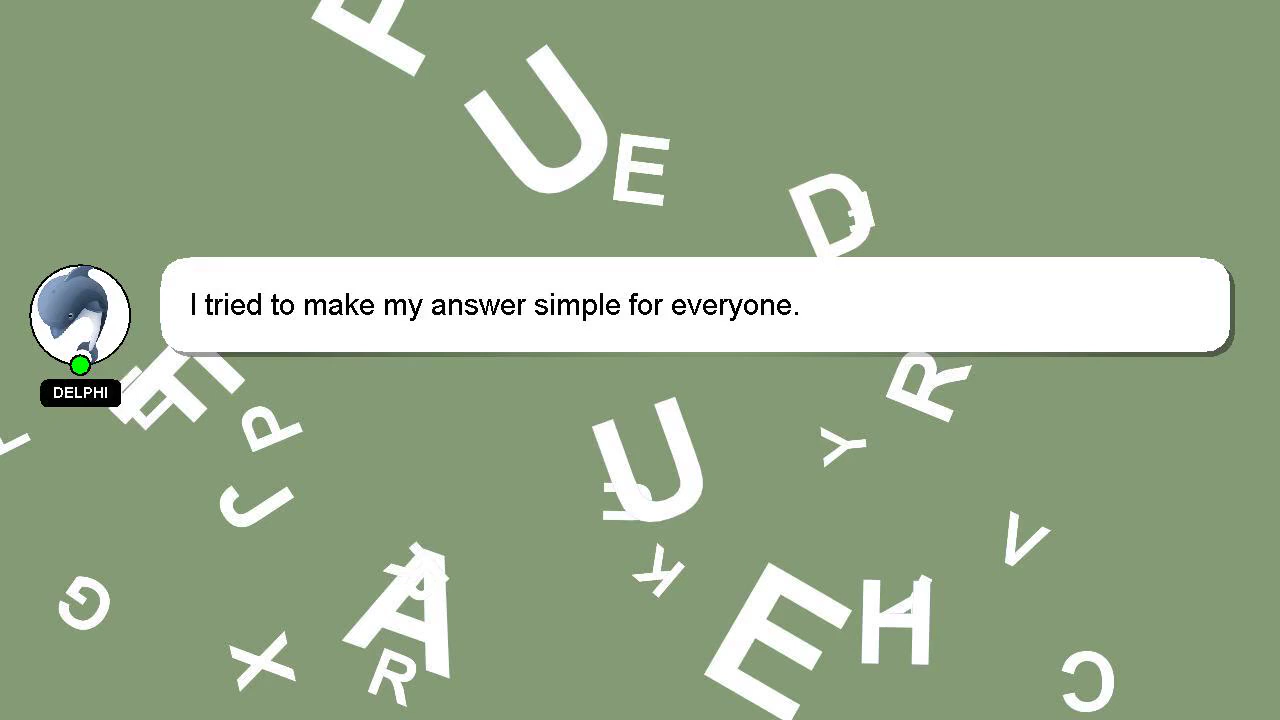 I tried to make my answer simple for everyone.
DELPHI
P
U
E
D
R
P
U
Y
J
V
K
A
E
H
G
X
R
C